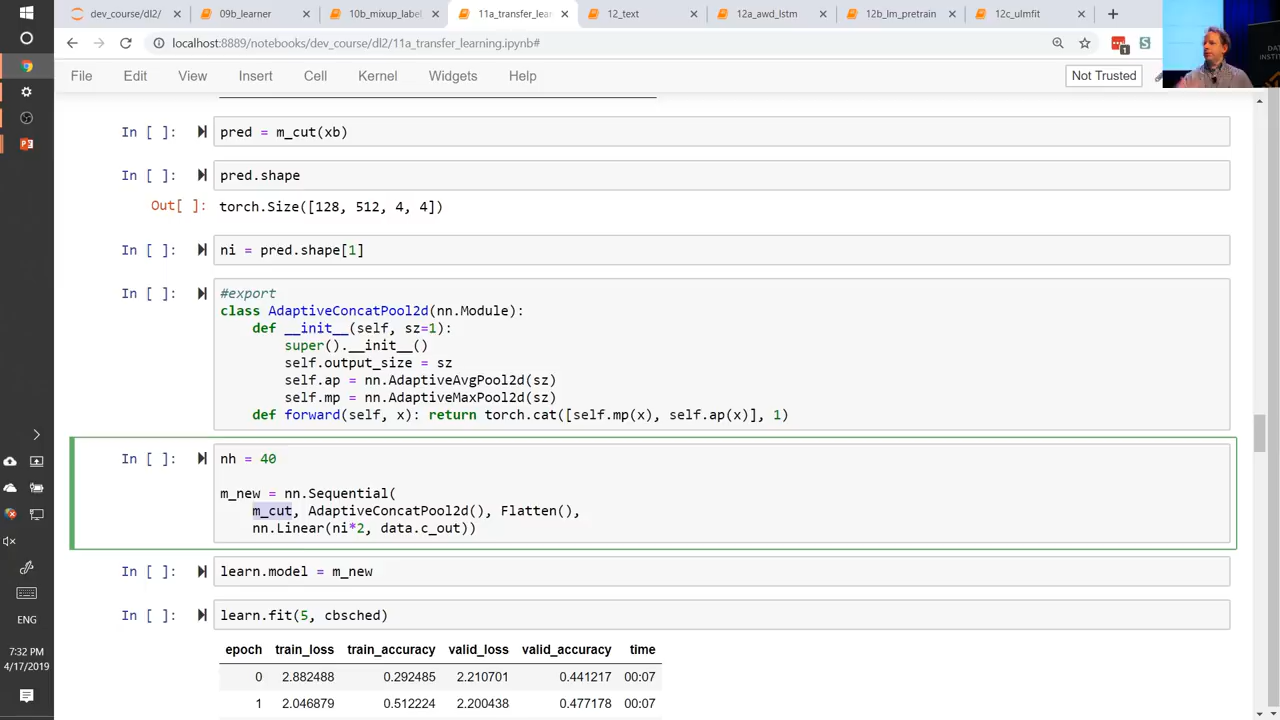 dev_course/dl2/
09b_learner
10b_mixup_label
11a_transfer_lea
12_text
12a_awd_lstm
12b_lm_pretrain
12c_ulmfit
localhost:8889/notebooks/dev_course/dl2/11a_transfer_learning.ipynb#
File Edit View Insert Cell Kernel Widgets Help
Not Trusted
In [ ]: pred = m_cut(xb)
In [ ]: pred.shape
Out[ ]: torch.Size([128, 512, 4, 4])
In [ ]: ni = pred.shape[1]
In [ ]: #export
class AdaptiveConcatPool2d(nn.Module):
def __init__(self, sz=1):
super().__init__()
self.output_size = sz
self.ap = nn.AdaptiveAvgPool2d(sz)
self.mp = nn.AdaptiveMaxPool2d(sz)
def forward(self, x): return torch.cat([self.mp(x), self.ap(x)], 1)
In [ ]: nh = 40
m_new = nn.Sequential(
m_cut, AdaptiveConcatPool2d(), Flatten(),
nn.Linear(ni*2, data.c_out))
In [ ]: learn.model = m_new
In [ ]: learn.fit(5, cbsched)
epoch train_loss train_accuracy valid_loss valid_accuracy time
0 2.882488 0.292485 2.210701 0.441217 00:07
1 2.046879 0.512224 2.200438 0.477178 00:07
ENG
7:32 PM
4/17/2019